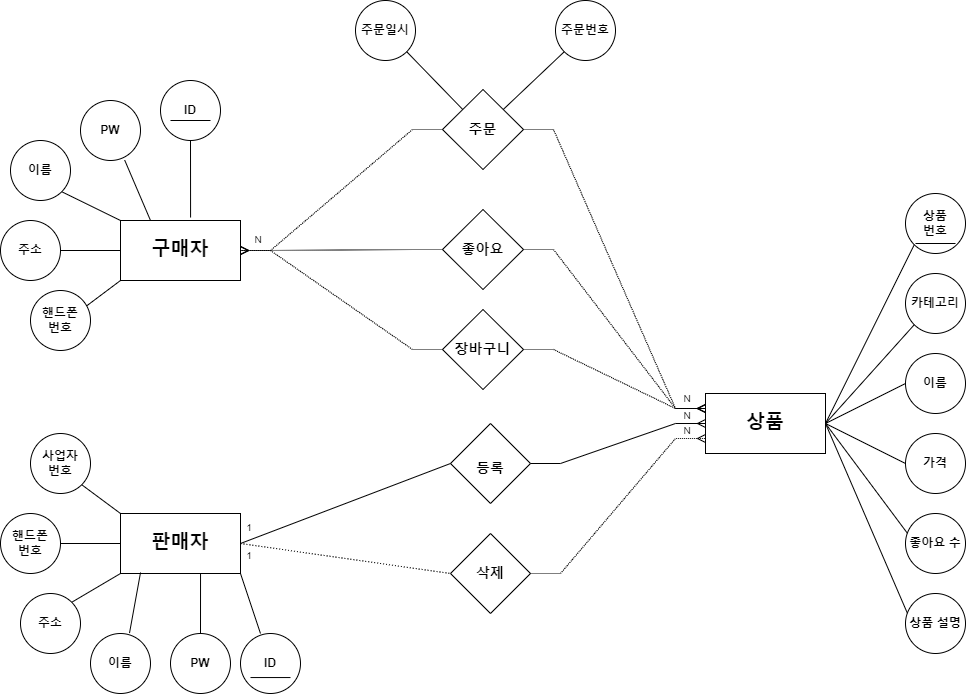 주문일시
주문번호
ID
PW
이름
주소
핸드폰
번호
구매자
N
주문
좋아요
장바구니
상품
번호
카테고리
이름
가격
좋아요 수
상품 설명
N
N
N
상품
사업자
번호
핸드폰
번호
주소
이름
PW
ID
판매자
1
1
등록
삭제